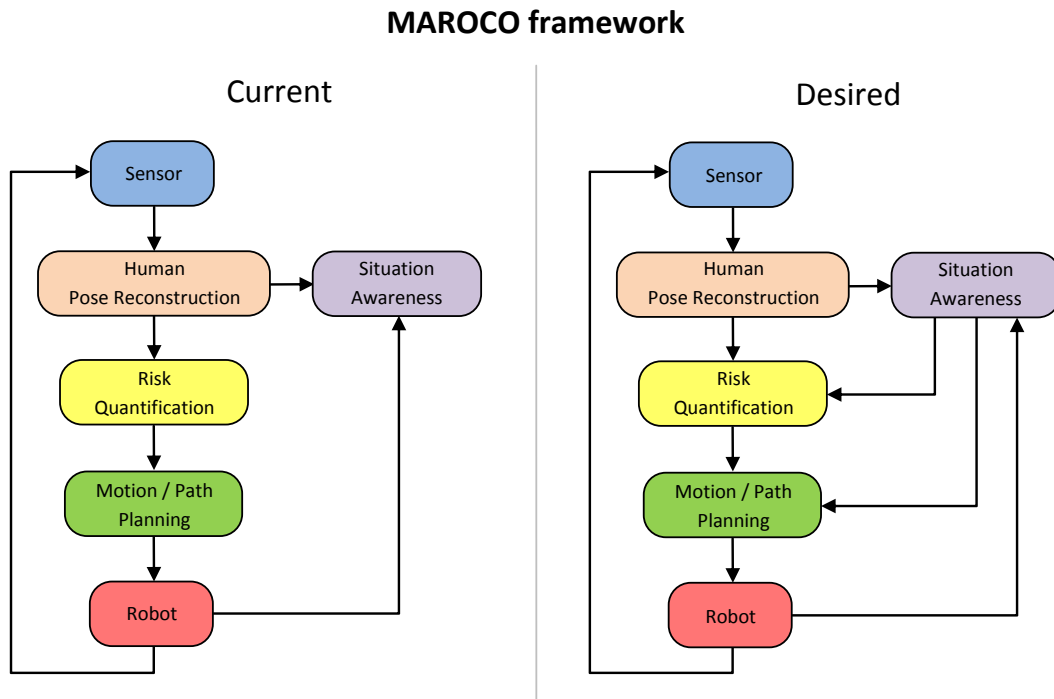 MAROCO framework
Current
Sensor
Human
Pose Reconstruction
Situation
Awareness
Risk
Quantification
Motion / Path
Planning
Robot
Desired
Sensor
Human
Pose Reconstruction
Situation
Awareness
Risk
Quantification
Motion / Path
Planning
Robot